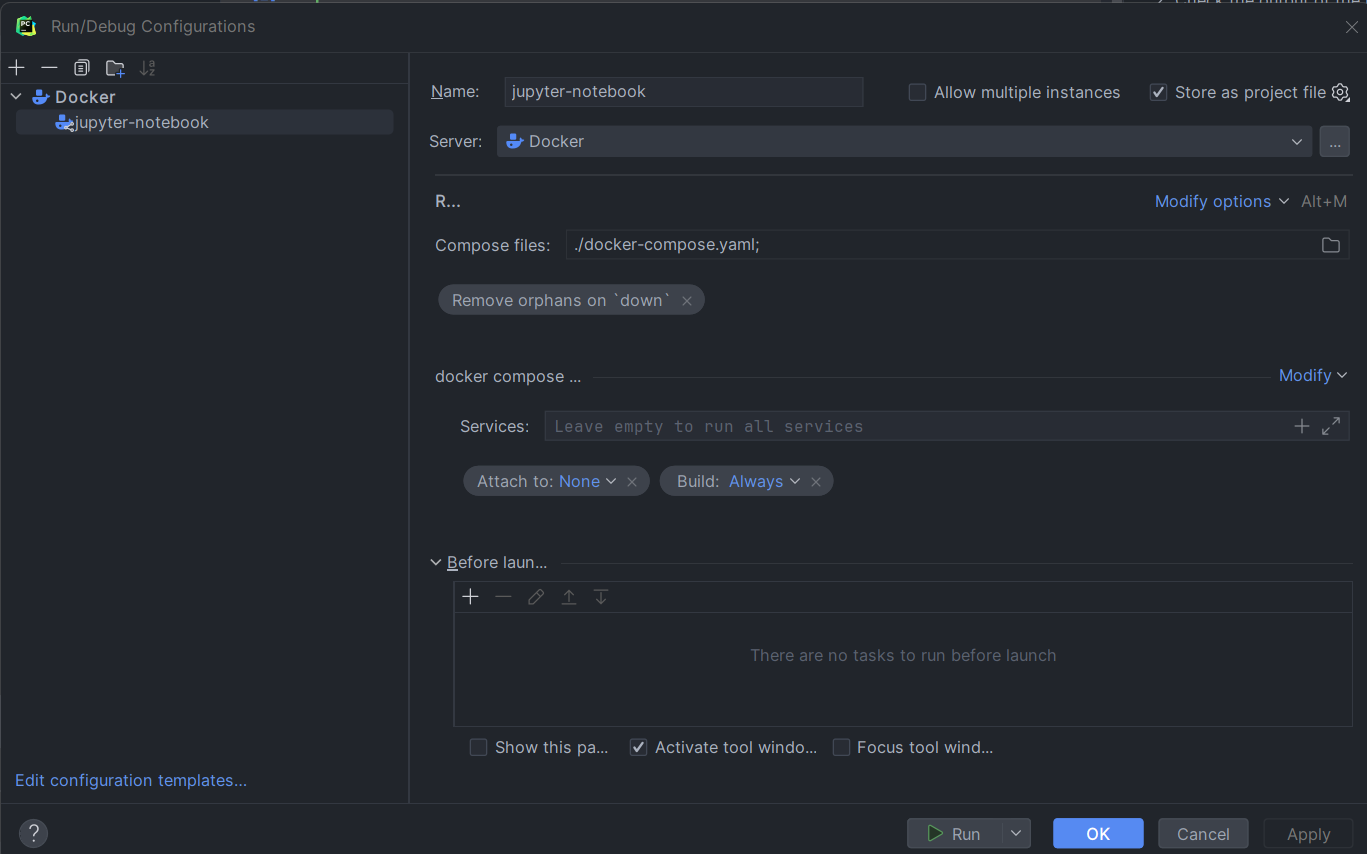 PC
Run/Debug Configurations
Docker
jupyter-notebook
Name: jupyter-notebook
Allow multiple instances
Store as project file
Server: Docker
...
R...
Modify options Alt+M
Compose files: ./docker-compose.yaml;
Remove orphans on `down`
docker compose ...
Modify
Services: Leave empty to run all services
Attach to: None
Build: Always
Before laun...
There are no tasks to run before launch
Show this pa...
Activate tool windo...
Focus tool wind...
Edit configuration templates...
?
Run
OK
Cancel
Apply